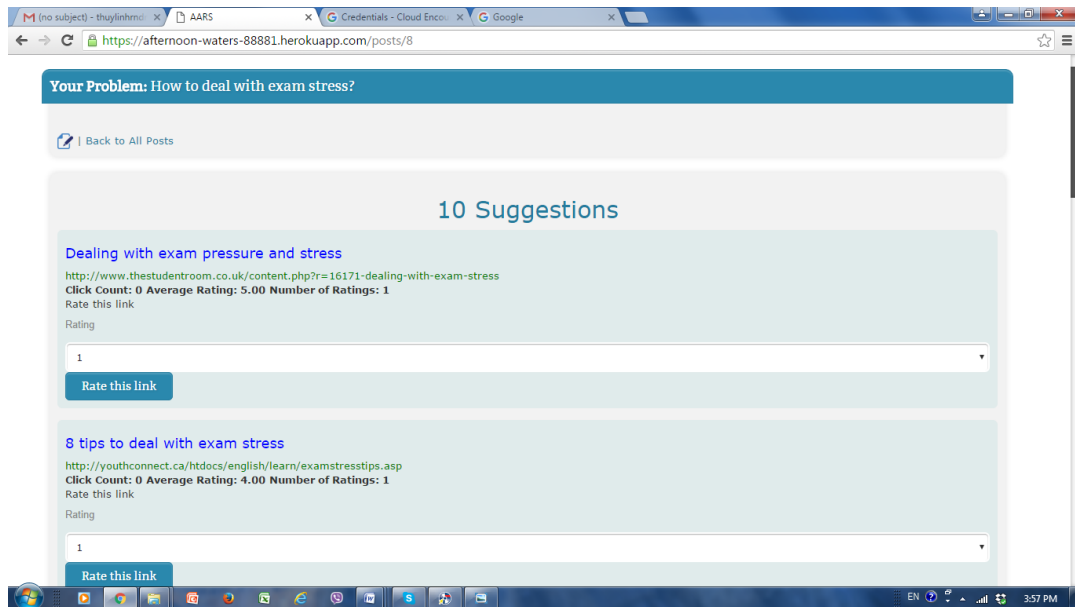 (no subject) - thuylinhrnd
AARS
Credentials - Cloud Encou
Google
https://afternoon-waters-88881.herokuapp.com/posts/8
Your Problem: How to deal with exam stress?
| Back to All Posts
10 Suggestions
Dealing with exam pressure and stress
http://www.thestudentroom.co.uk/content.php?r=16171-dealing-with-exam-stress
Click Count: 0 Average Rating: 5.00 Number of Ratings: 1
Rate this link
Rating
1
Rate this link
8 tips to deal with exam stress
http://youthconnect.ca/htdocs/english/learn/examstresstips.asp
Click Count: 0 Average Rating: 4.00 Number of Ratings: 1
Rate this link
Rating
1
Rate this link
EN
3:57 PM